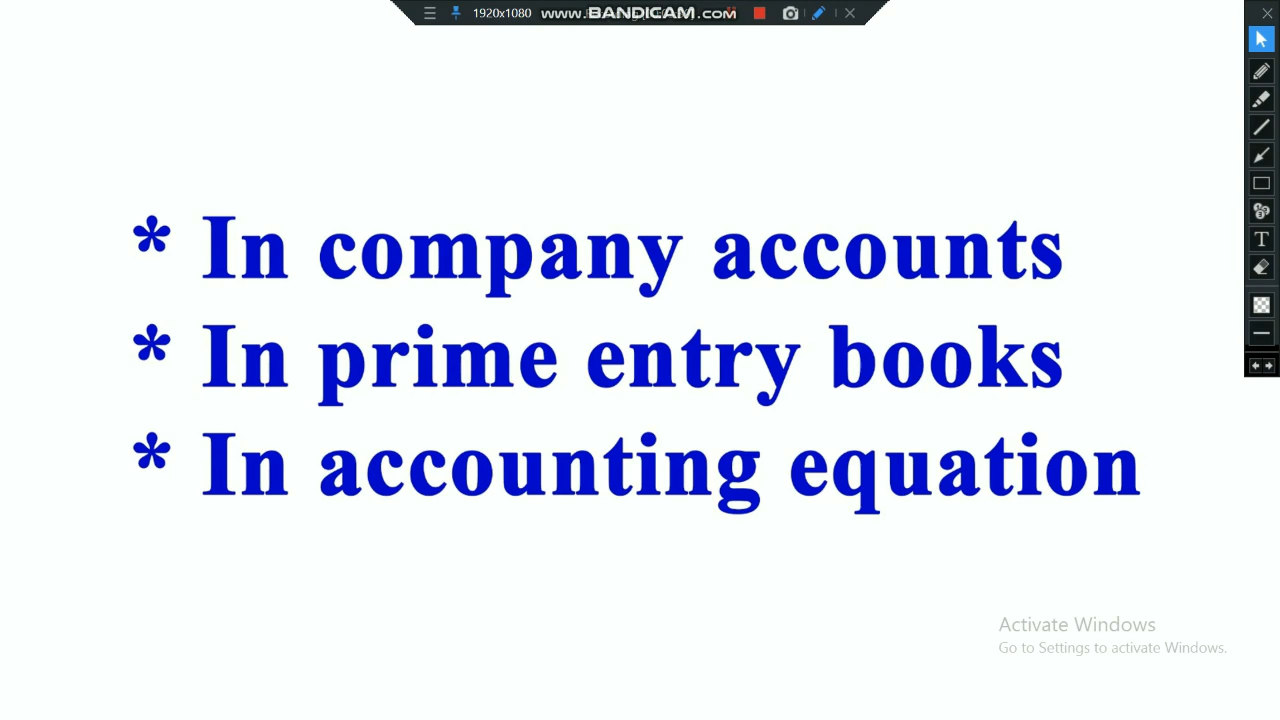 1920x1080 www.BANDICAM.com
* In company accounts
* In prime entry books
* In accounting equation
Activate Windows
Go to Settings to activate Windows.